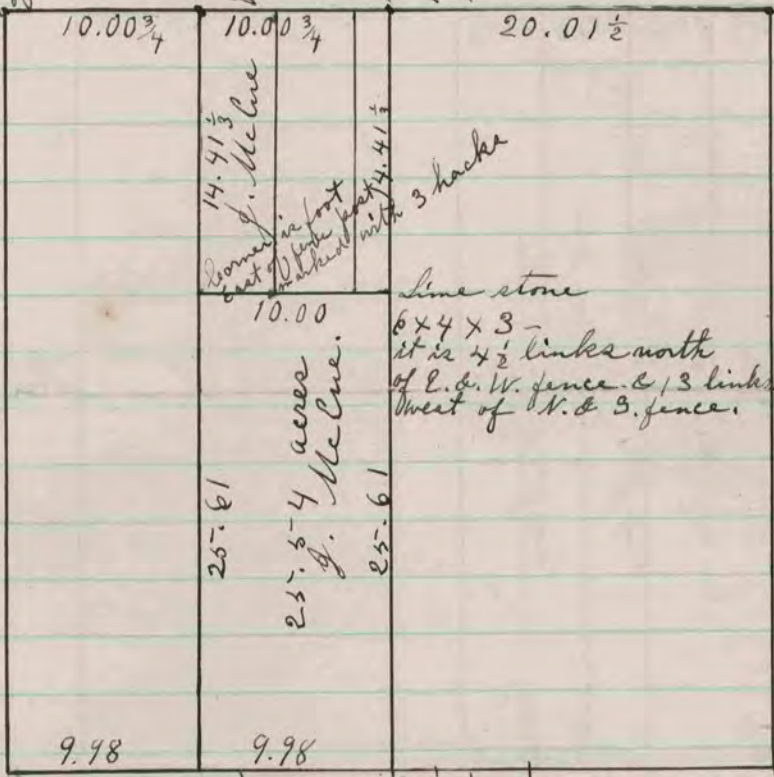 10.00 3/4
10.00 3/4
20.01 1/2
14.41 1/3
J. McCue
Corner is foot
East of fence post
marked with 3 hacks
14.41 1/3
10.00
Lime stone
6 X 4 X 3 -
it is 4 1/2 links north
of E. & W. fence. & 13 links
west of N. & S. fence.
25.61
25.54 acres
J. McCue.
25.61
9.98
9.98